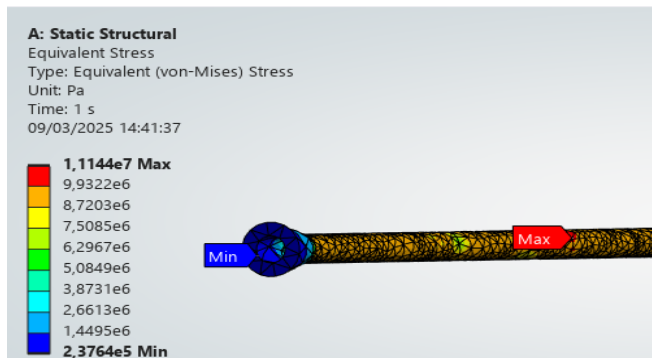 A: Static Structural
Equivalent Stress
Type: Equivalent (von-Mises) Stress
Unit: Pa
Time: 1 s
09/03/2025 14:41:37
1,1144e7 Max
9,9322e6
8,7203e6
7,5085e6
6,2967e6
5,0849e6
3,8731e6
2,6613e6
1,4495e6
2,3764e5 Min
Min
Max